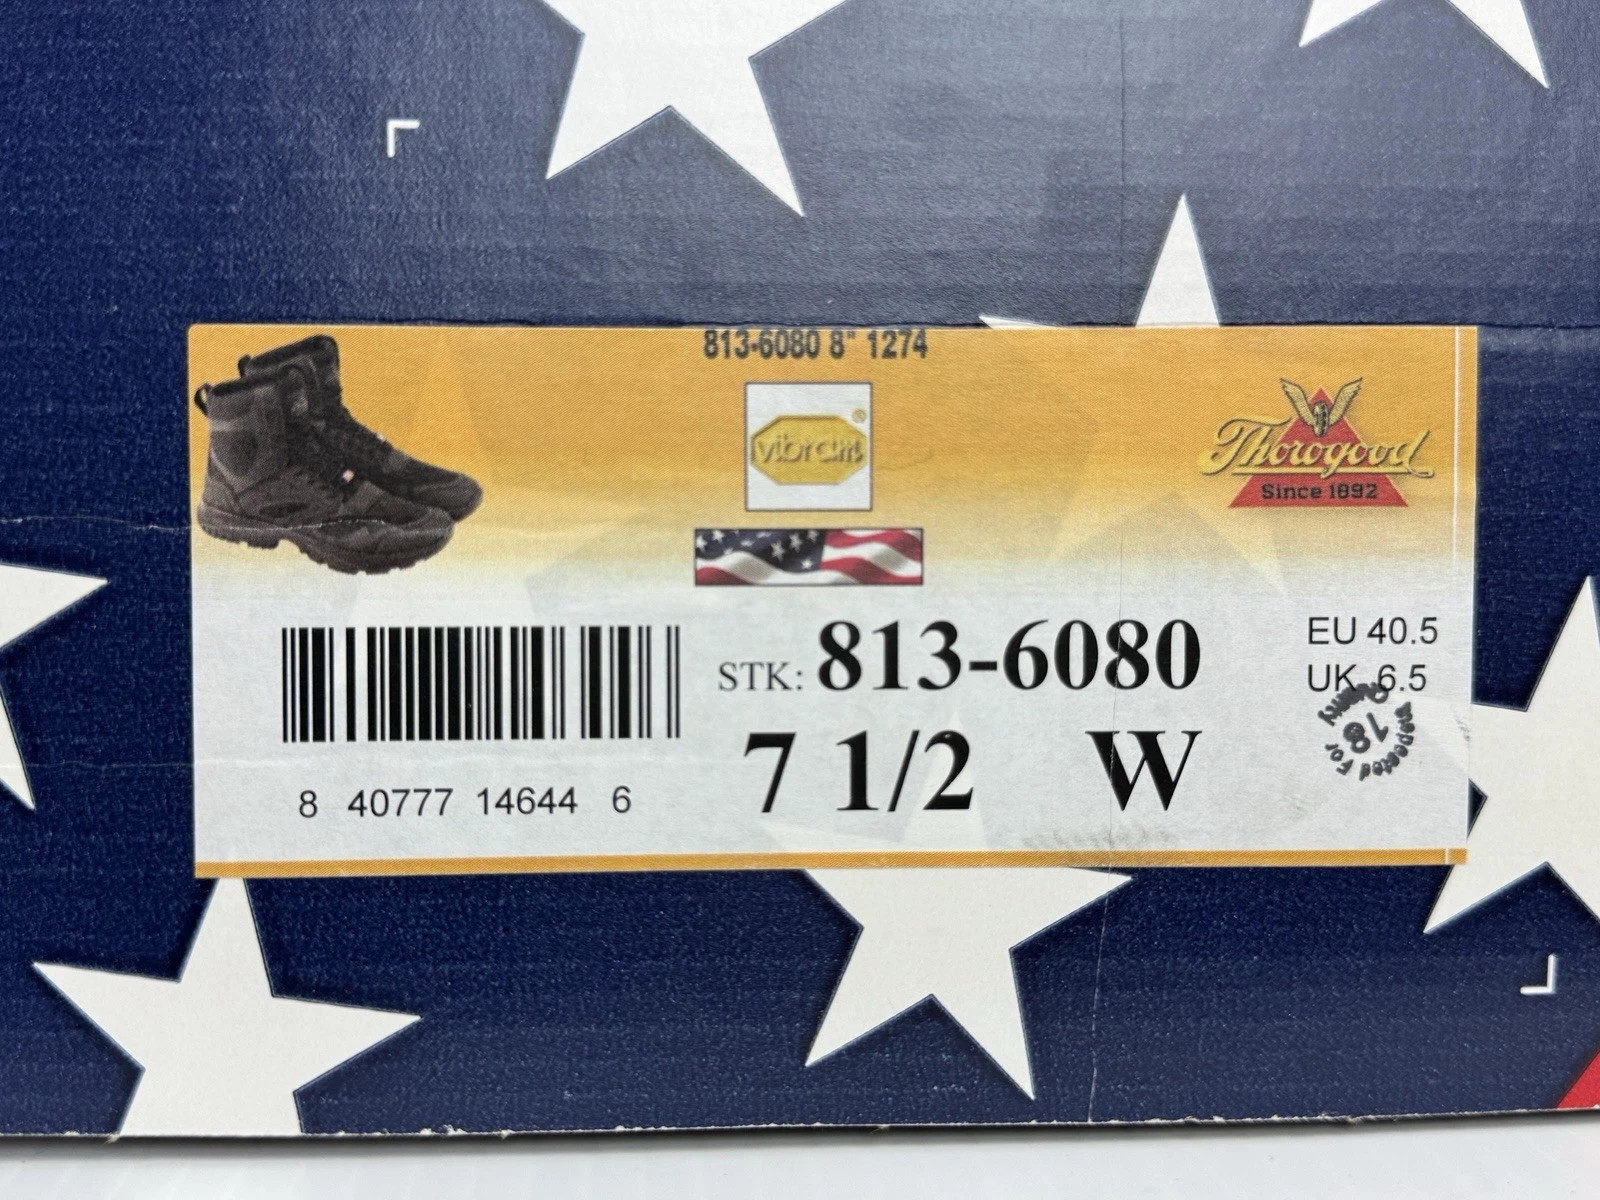 813-6080 8" 1274
vibram®
Thorogood
Since 1892
STK: 813-6080
7 1/2 W
EU 40.5
UK 6.5
Inspected For
Quality
18
8 40777 14644 6